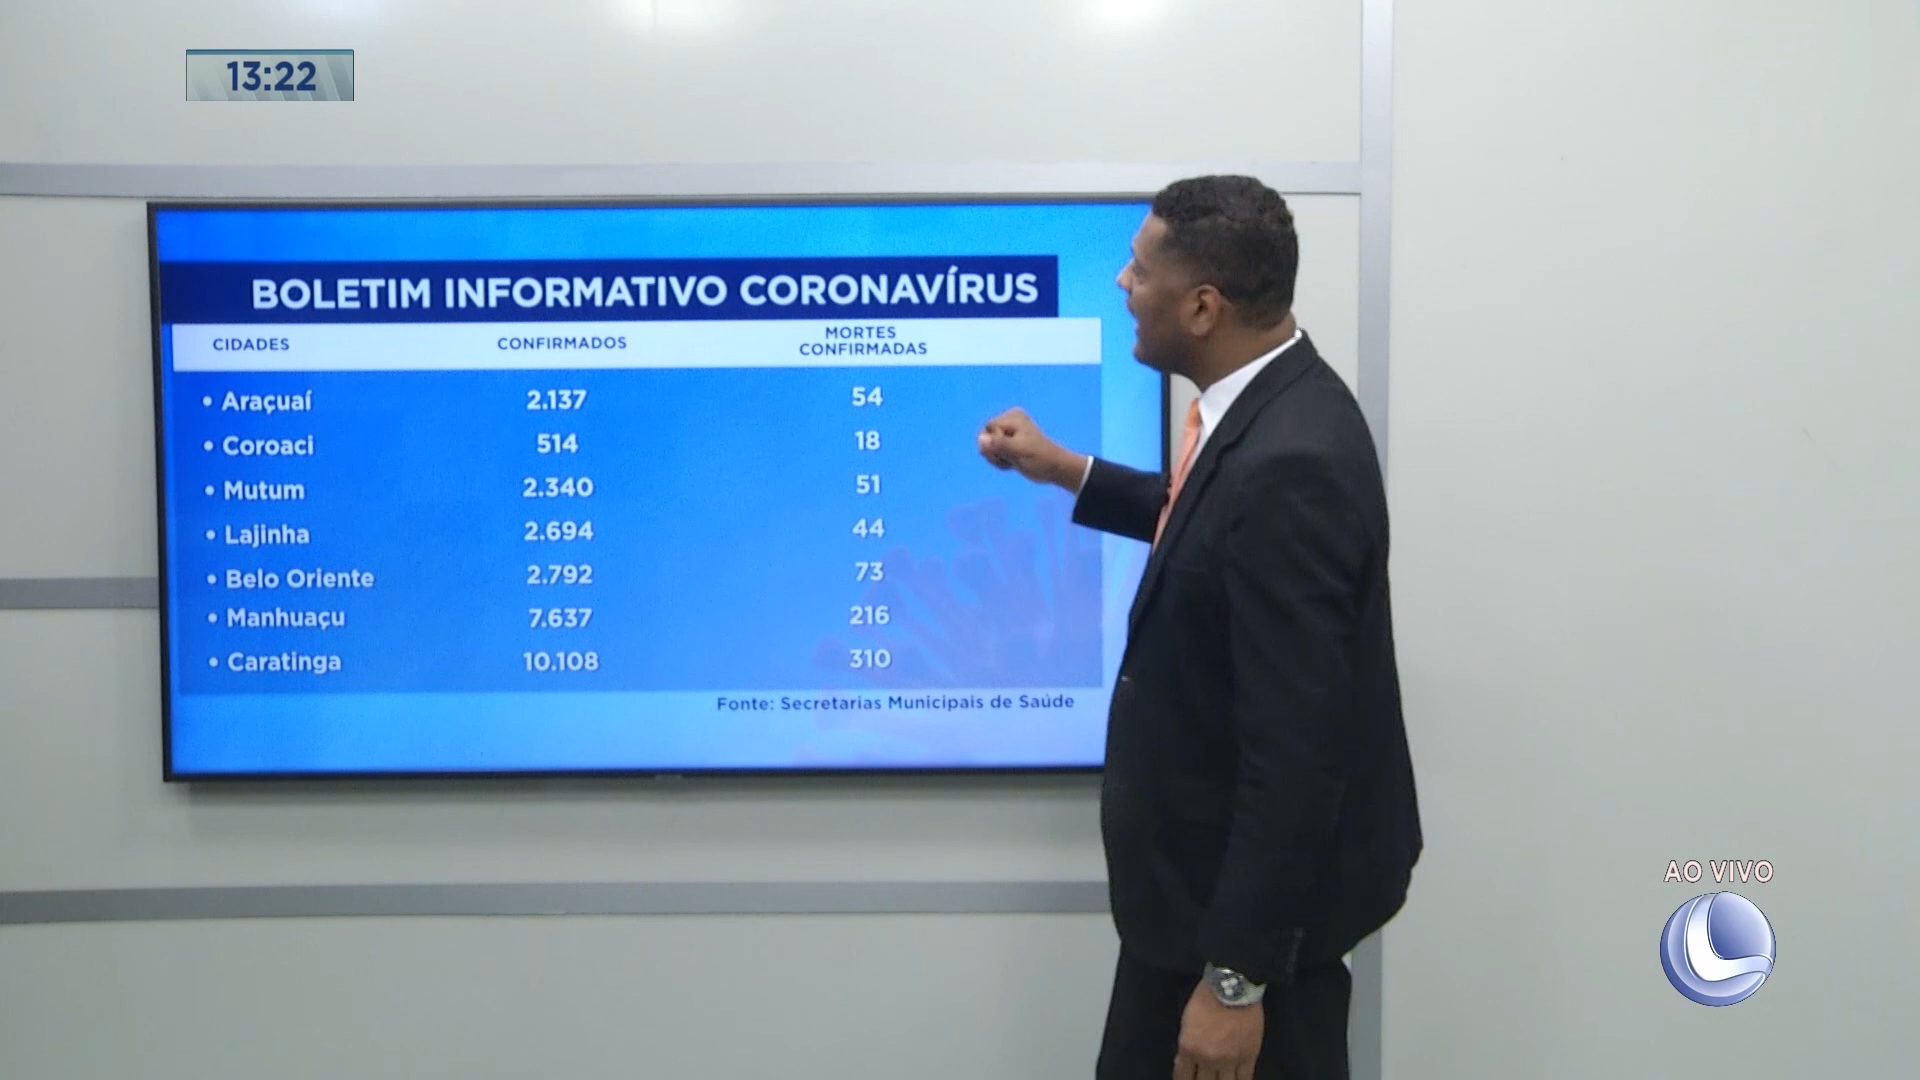 13:22
BOLETIM INFORMATIVO CORONAVÍRUS
CIDADES CONFIRMADOS MORTES CONFIRMADAS
• Araçuaí 2.137 54
• Coroaci 514 18
• Mutum 2.340 51
• Lajinha 2.694 44
• Belo Oriente 2.792 73
• Manhuaçu 7.637 216
• Caratinga 10.108 310
Fonte: Secretarias Municipais de Saúde
AO VIVO